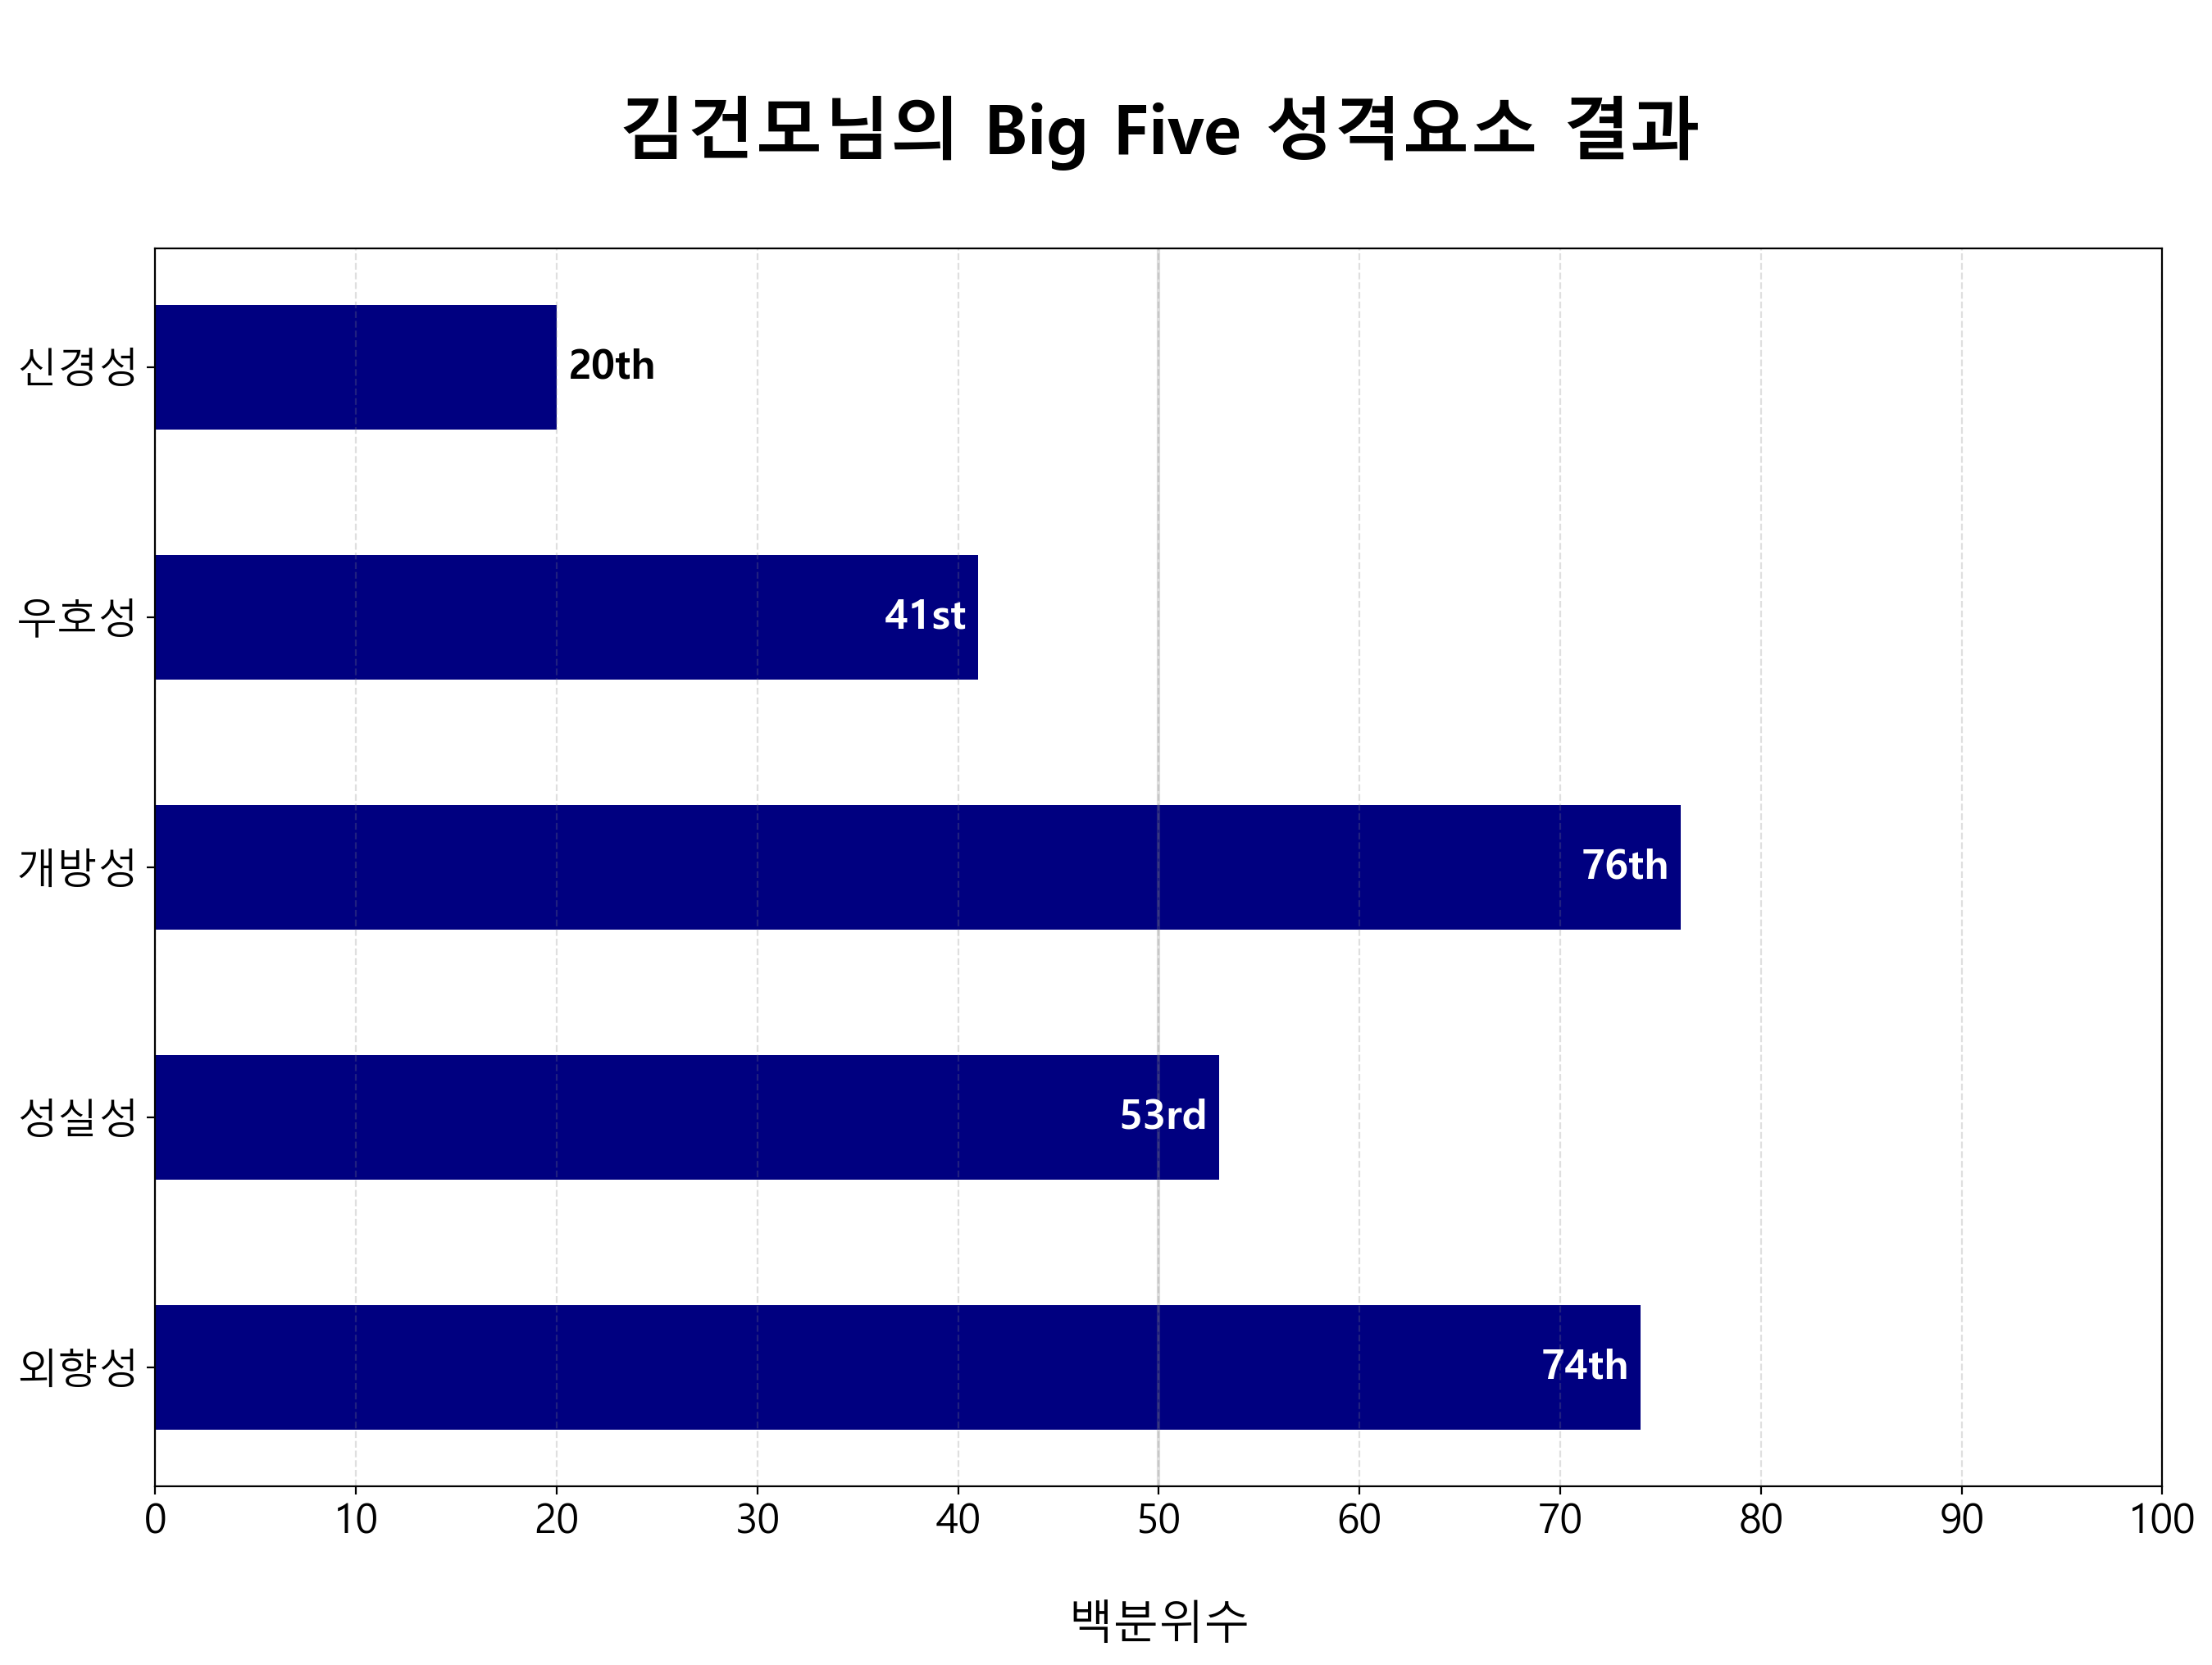 김건모님의 Big Five 성격요소 결과
신경성 20th
우호성 41st
개방성 76th
성실성 53rd
외향성 74th
0 10 20 30 40 50 60 70 80 90 100
백분위수